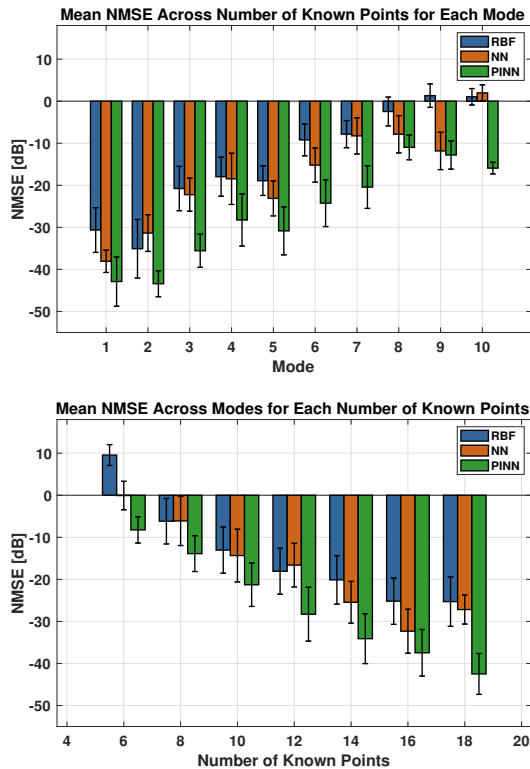 Mean NMSE Across Number of Known Points for Each Mode
RBF
NN
PINN
10
0
-10
-20
-30
-40
-50
NMSE [dB]
1 2 3 4 5 6 7 8 9 10
Mode
Mean NMSE Across Modes for Each Number of Known Points
RBF
NN
PINN
10
0
-10
-20
-30
-40
-50
NMSE [dB]
4 6 8 10 12 14 16 18 20
Number of Known Points